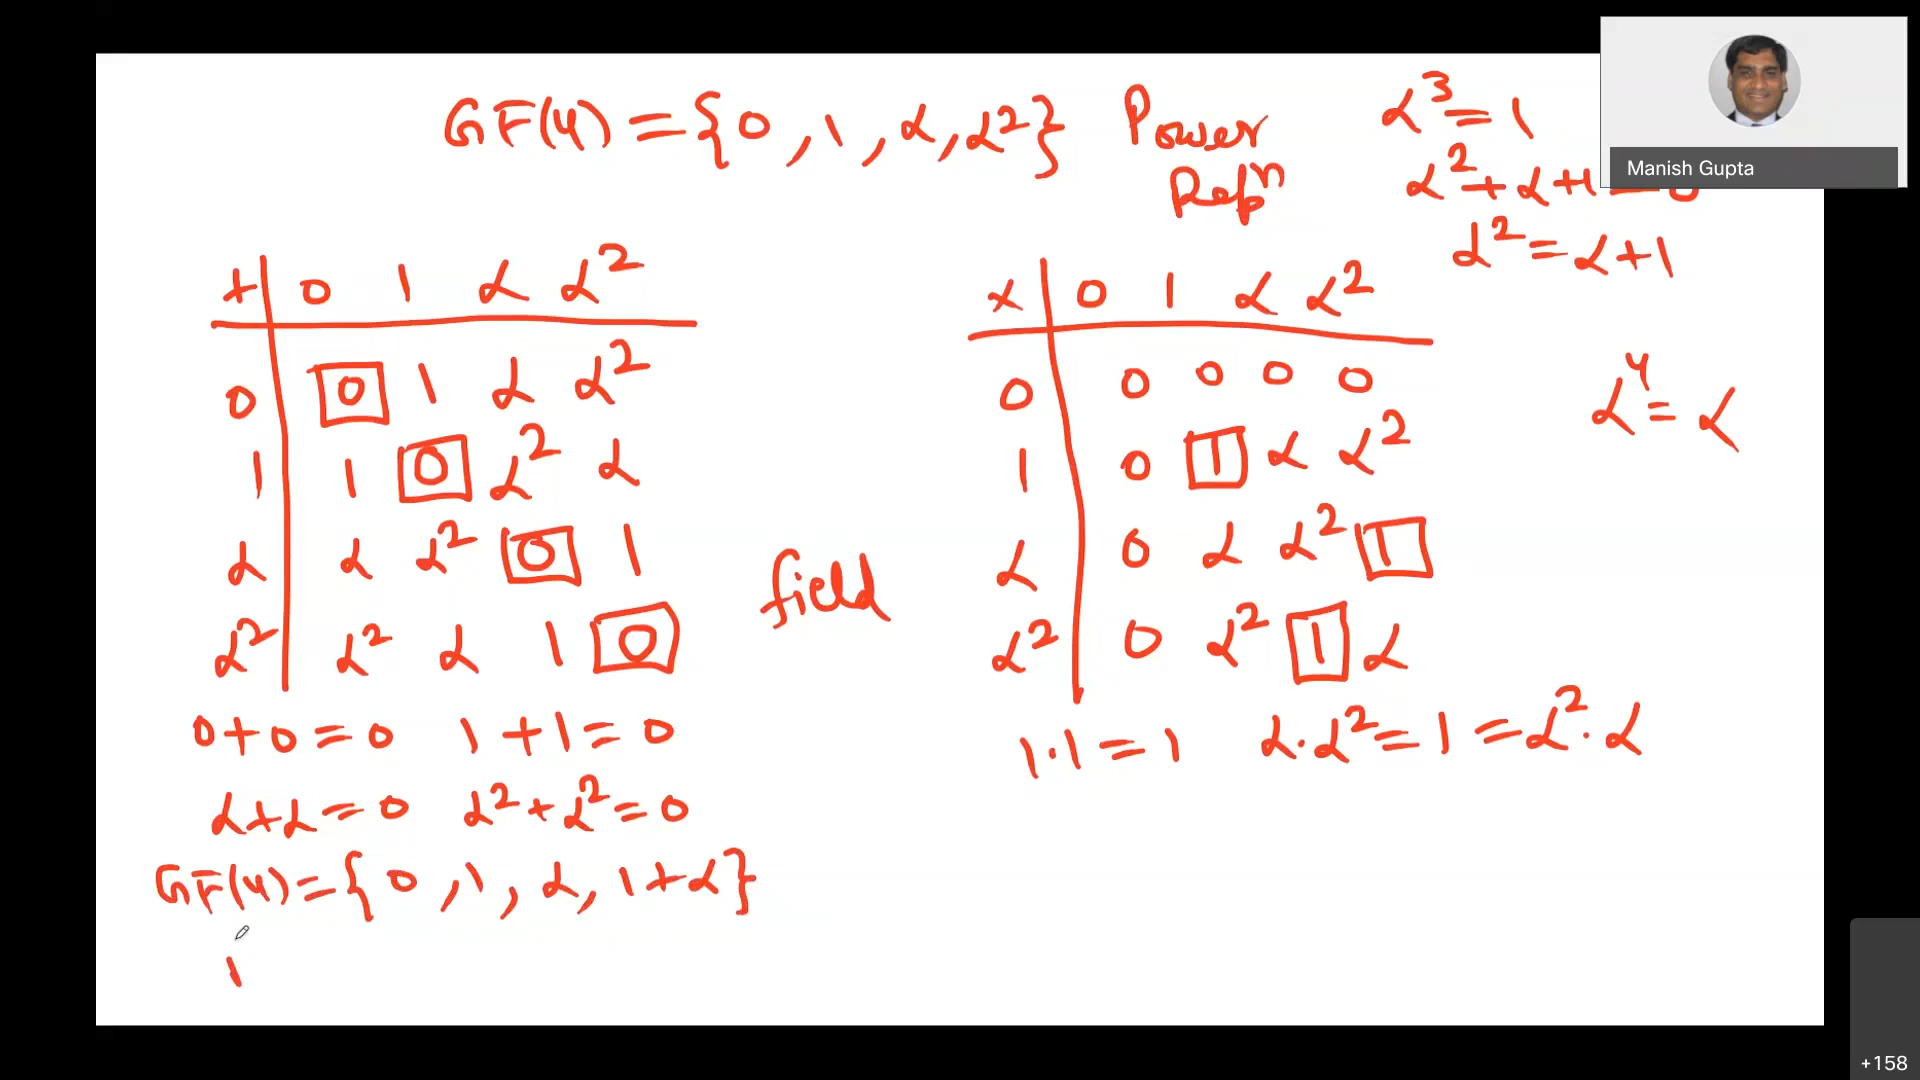 GF(4) = {0, 1, α, α²} Power Repⁿ
α³ = 1
α² + α + 1 = 0
α² = α + 1
Manish Gupta
+ 0 1 α α²
0 0 1 α α²
1 1 0 α² α
α α α² 0 1
α² α² α 1 0
field
× 0 1 α α²
0 0 0 0 0
1 0 1 α α²
α 0 α α² 1
α² 0 α² 1 α
α⁴ = α
0 + 0 = 0 1 + 1 = 0
α + α = 0 α² + α² = 0
GF(4) = {0, 1, α, 1 + α}
1
1·1 = 1 α·α² = 1 = α²·α
+158